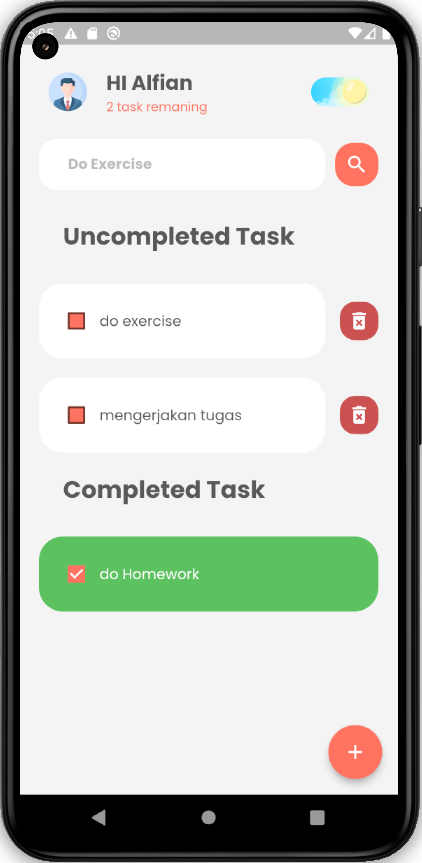 HI Alfian
2 task remaning
Do Exercise
Uncompleted Task
do exercise
mengerjakan tugas
Completed Task
do Homework